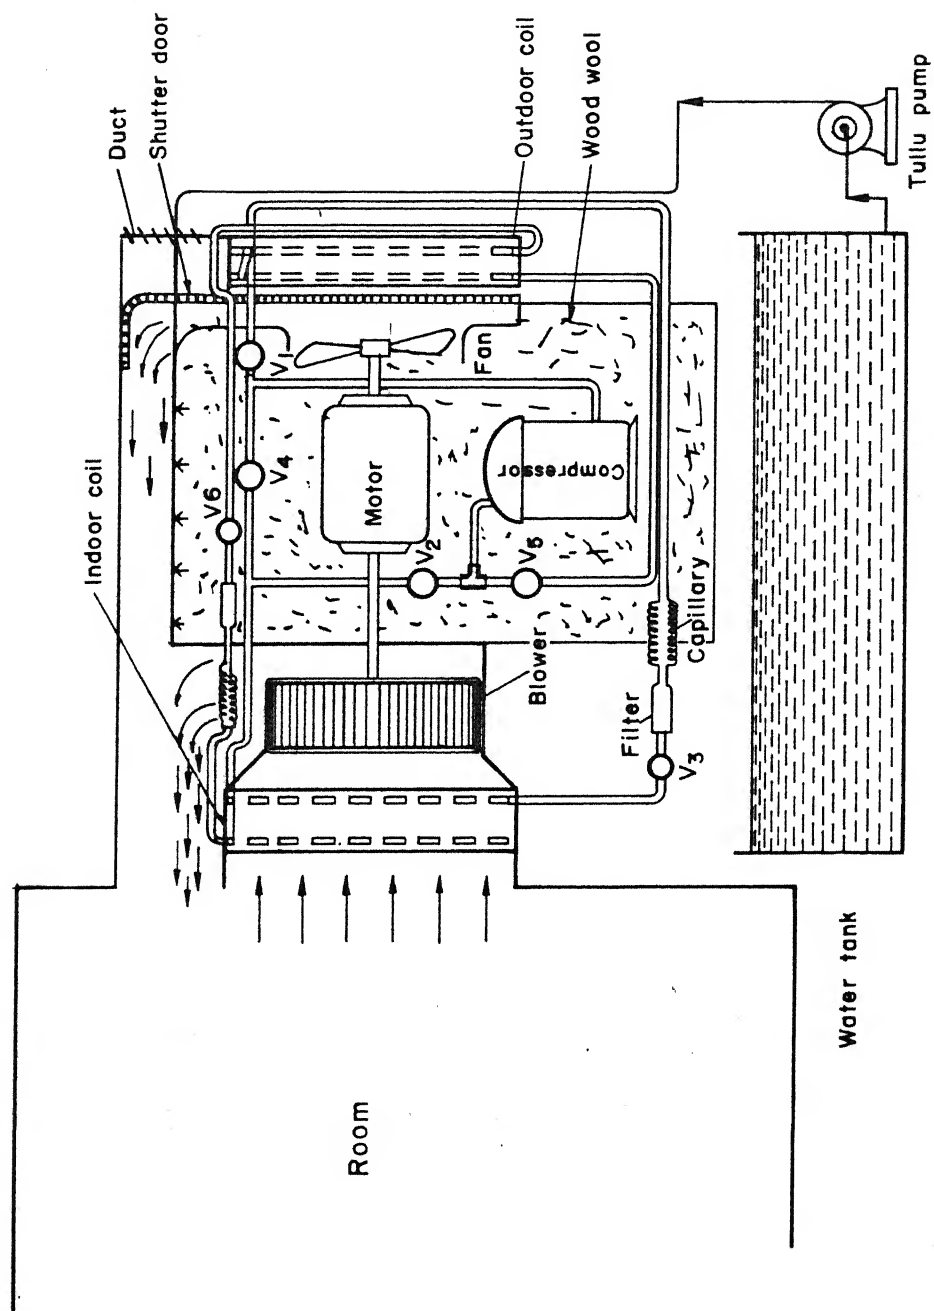 Duct
Shutter door
Outdoor coil
Wood wool
Tullu pump
Indoor coil
V6
V4
V1
Fan
Motor
Compressor
V2
V5
Blower
Capillary
Filter
V3
Room
Water tank